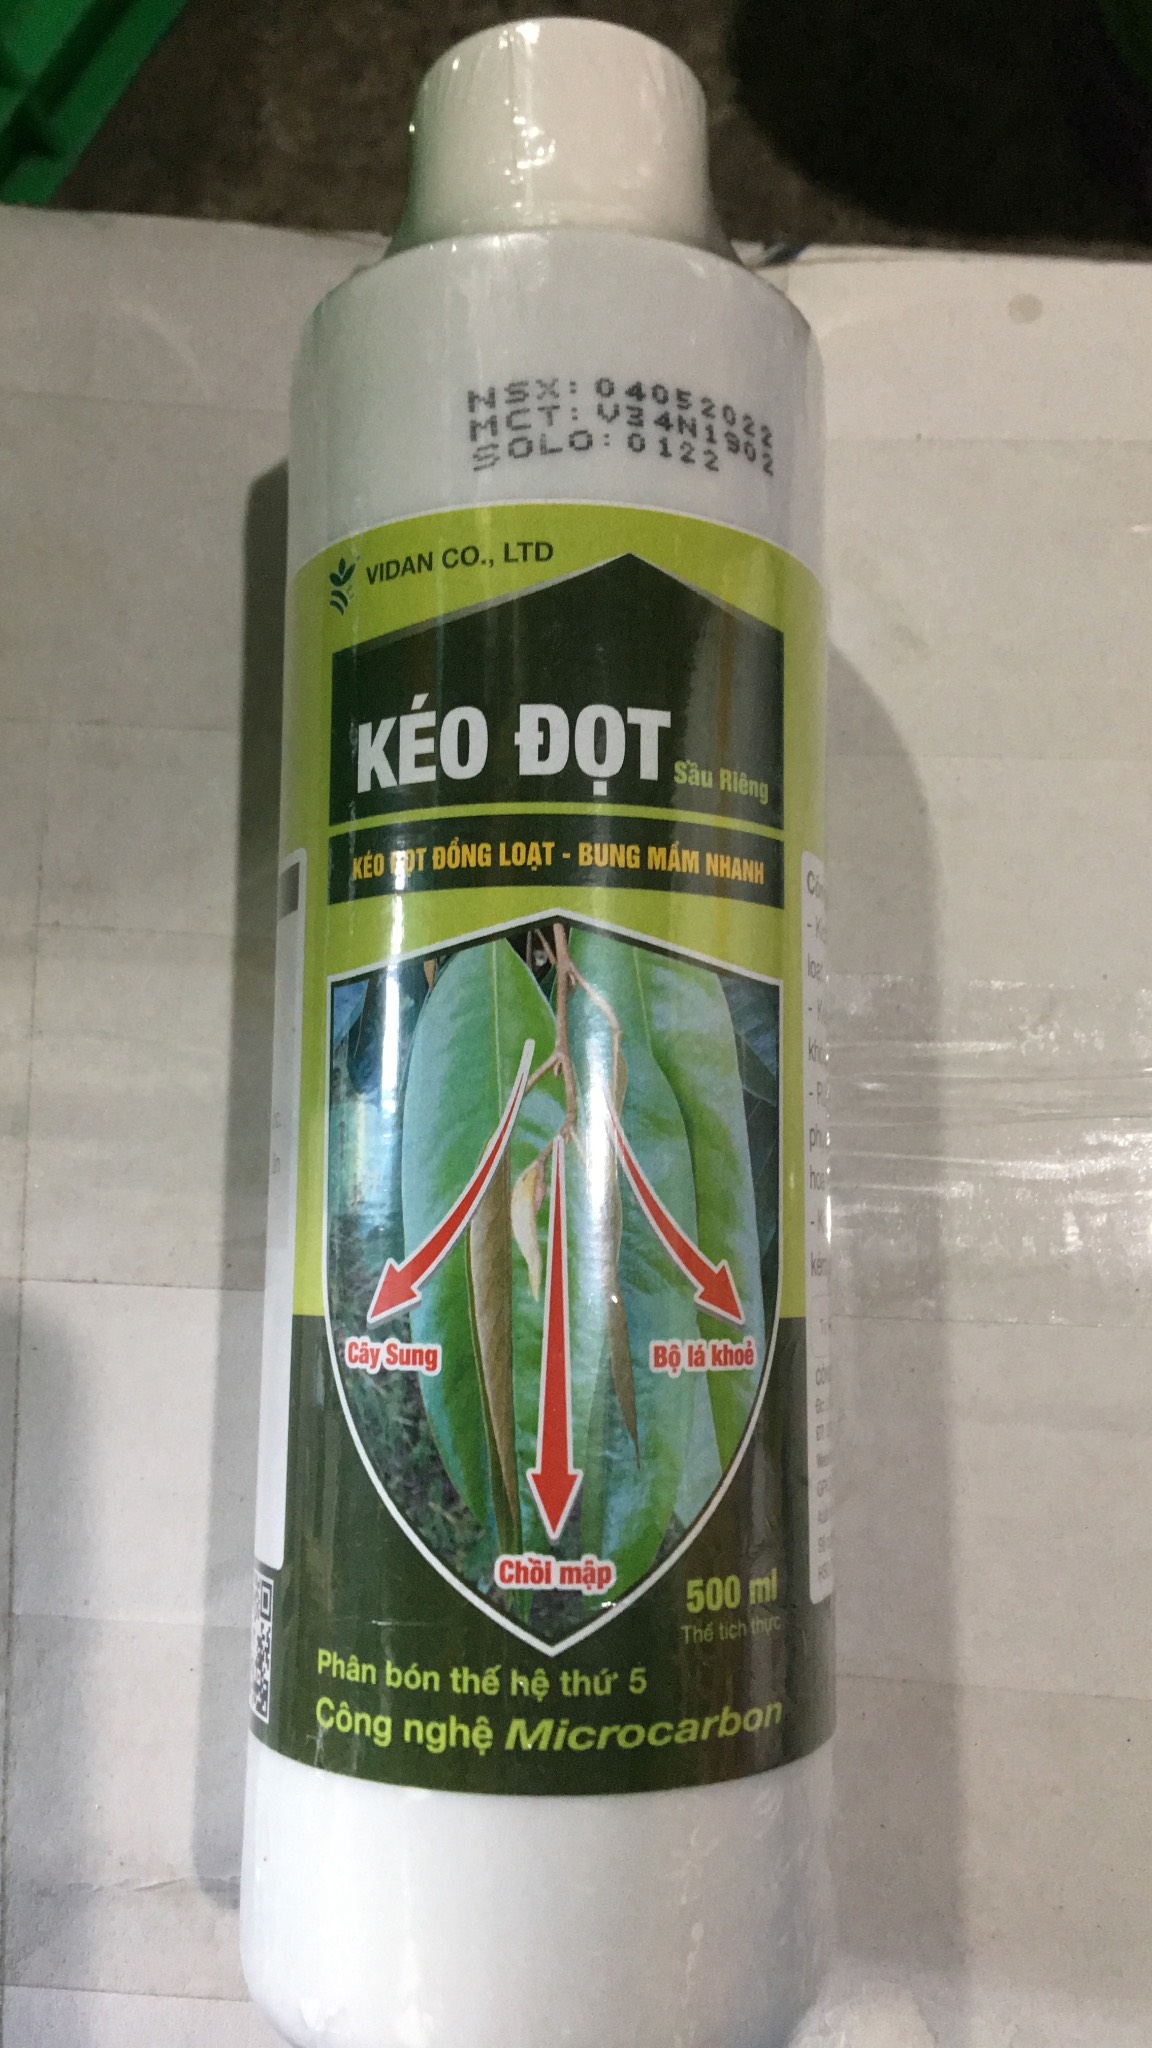 NSX: 04052022
MCT: V34N1902
SOLO: 0122
VIDAN CO., LTD
KÉO ĐỌT
Sầu Riêng
KÉO ĐỌT ĐỒNG LOẠT - BUNG MẦM NHANH
Cây Sung
Bộ lá khoẻ
Chồi mập
500 ml
Thể tích thực
Phân bón thế hệ thứ 5
Công nghệ Microcarbon